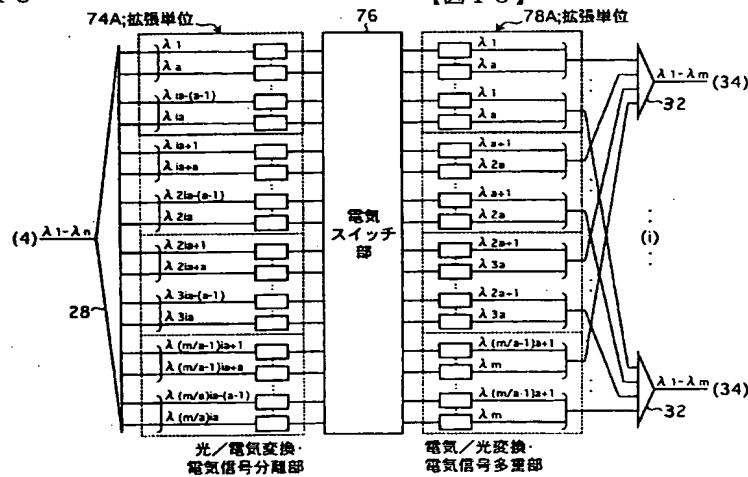 【図18】
74A;拡張単位
76
78A;拡張単位
λ1
λa
λia-(a-1)
λia
λia+1
λia+a
λ2ia-(a-1)
λ2ia
λ2ia+1
λ2ia+a
λ3ia-(a-1)
λ3ia
λ(m/a-1)ia+1
λ(m/a-1)ia+a
λ(m/a)ia-(a-1)
λ(m/a)ia
(4) λ1-λn
28
電気
スイッチ
部
λ1
λa
λ1
λa
λa+1
λ2a
λa+1
λ2a
λ2a+1
λ3a
λ2a+1
λ3a
λ(m/a-1)a+1
λm
λ(m/a-1)a+1
λm
λ1-λm (34)
32
(i)
λ1-λm (34)
32
光/電気変換・
電気信号分離部
電気/光変換・
電気信号多重部